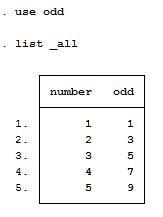 . use odd
. list _all
number odd
1. 1 1
2. 2 3
3. 3 5
4. 4 7
5. 5 9